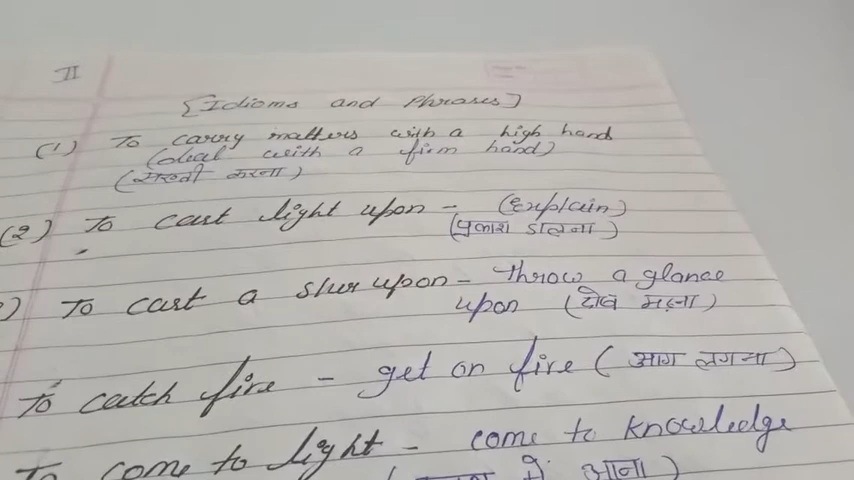 II
[Idioms and Phrases]
(1) To carry matters with a high hand
(deal with a firm hand)
(सख्ती करना)
(2) To cast light upon - (Explain)
(प्रकाश डालना)
) To cast a slur upon - throw a glance
upon (दोष मढ़ना)
To catch fire - get on fire (आग लगना)
To come to light - come to knowledge
में आना)